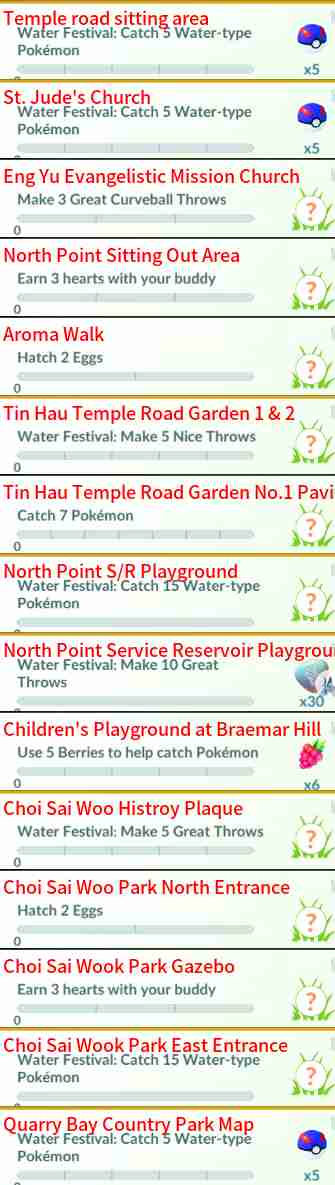 Temple road sitting area
Water Festival: Catch 5 Water-type
Pokémon
x5
St. Jude's Church
Water Festival: Catch 5 Water-type
Pokémon
x5
Eng Yu Evangelistic Mission Church
Make 3 Great Curveball Throws
?
0
North Point Sitting Out Area
Earn 3 hearts with your buddy
?
0
Aroma Walk
Hatch 2 Eggs
?
0
Tin Hau Temple Road Garden 1 & 2
Water Festival: Make 5 Nice Throws
?
0
Tin Hau Temple Road Garden No.1 Pavi
Catch 7 Pokémon
?
0
North Point S/R Playground
Water Festival: Catch 15 Water-type
Pokémon
?
North Point Service Reservoir Playgrou
Water Festival: Make 10 Great
Throws
x30
Children's Playground at Braemar Hill
Use 5 Berries to help catch Pokémon
0
x6
Choi Sai Woo Histroy Plaque
Water Festival: Make 5 Great Throws
?
0
Choi Sai Woo Park North Entrance
Hatch 2 Eggs
?
0
Choi Sai Wook Park Gazebo
Earn 3 hearts with your buddy
?
0
Choi Sai Wook Park East Entrance
Water Festival: Catch 15 Water-type
Pokémon
?
Quarry Bay Country Park Map
Water Festival: Catch 5 Water-type
Pokémon
x5